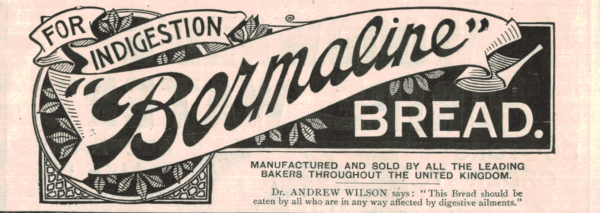 FOR
INDIGESTION
"Bermaline"
BREAD.
MANUFACTURED AND SOLD BY ALL THE LEADING
BAKERS THROUGHOUT THE UNITED KINGDOM.
Dr. ANDREW WILSON says: "This Bread should be
eaten by all who are in any way affected by digestive ailments."